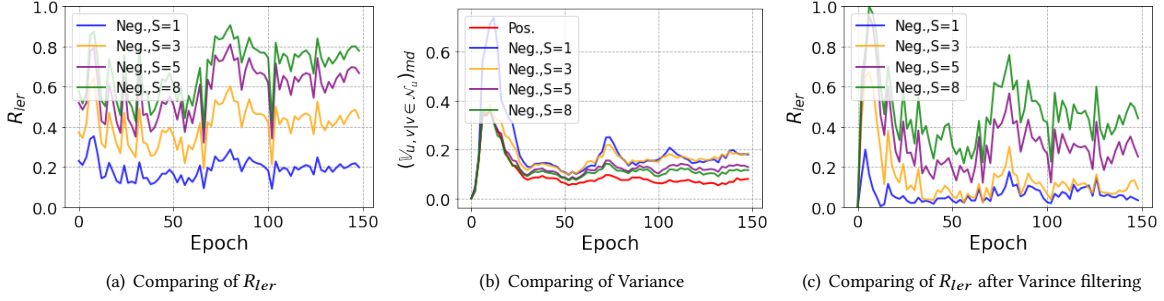 R_ler
1.0
0.8
0.6
0.4
0.2
0.0
Neg.,S=1
Neg.,S=3
Neg.,S=5
Neg.,S=8
0
50
100
150
Epoch
(a) Comparing of R_ler
(𝕍_u,v|v ∈ 𝒩_u)_md
0.6
0.4
0.2
0.0
Pos.
Neg.,S=1
Neg.,S=3
Neg.,S=5
Neg.,S=8
0
50
100
150
Epoch
(b) Comparing of Variance
R_ler
1.0
0.8
0.6
0.4
0.2
0.0
Neg.,S=1
Neg.,S=3
Neg.,S=5
Neg.,S=8
0
50
100
150
Epoch
(c) Comparing of R_ler after Varince filtering